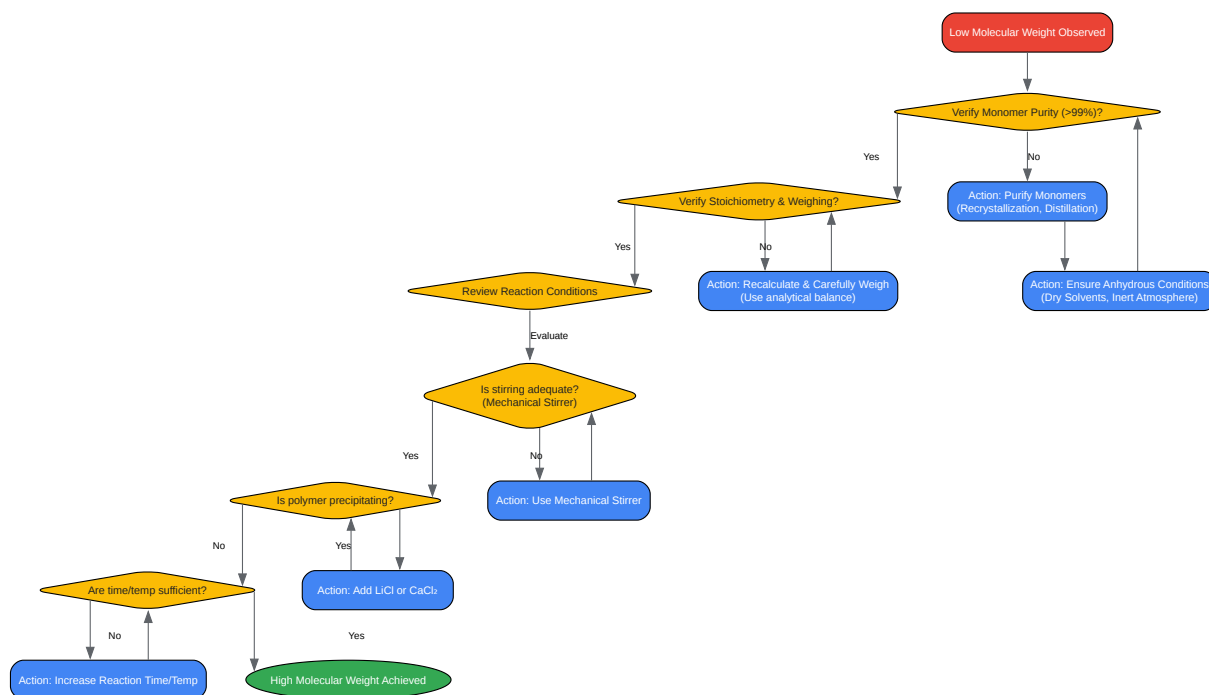 Low Molecular Weight Observed
Verify Monomer Purity (>99%)?
Yes
No
Action: Purify Monomers
(Recrystallization, Distillation)
Verify Stoichiometry & Weighing?
Yes
No
Action: Recalculate & Carefully Weigh
(Use analytical balance)
Action: Ensure Anhydrous Conditions
(Dry Solvents, Inert Atmosphere)
Review Reaction Conditions
Evaluate
Is stirring adequate?
(Mechanical Stirrer)
Yes
No
Action: Use Mechanical Stirrer
Is polymer precipitating?
No
Yes
Action: Add LiCl or CaCl₂
Are time/temp sufficient?
No
Yes
Action: Increase Reaction Time/Temp
High Molecular Weight Achieved